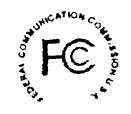 FEDERAL COMMUNICATION COMMISSION U.S.A.
FCC